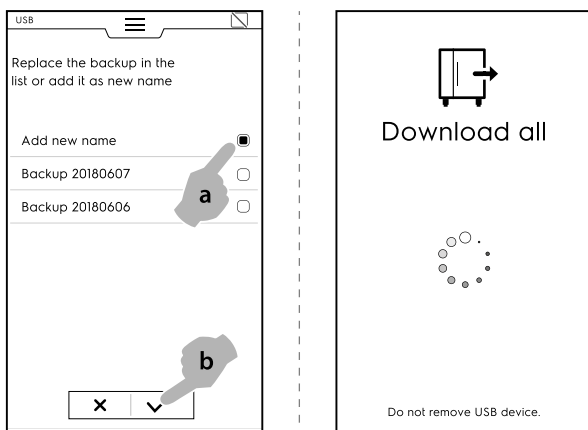 USB
Replace the backup in the
list or add it as new name
Add new name
Backup 20180607
Backup 20180606
a
b
Download all
Do not remove USB device.